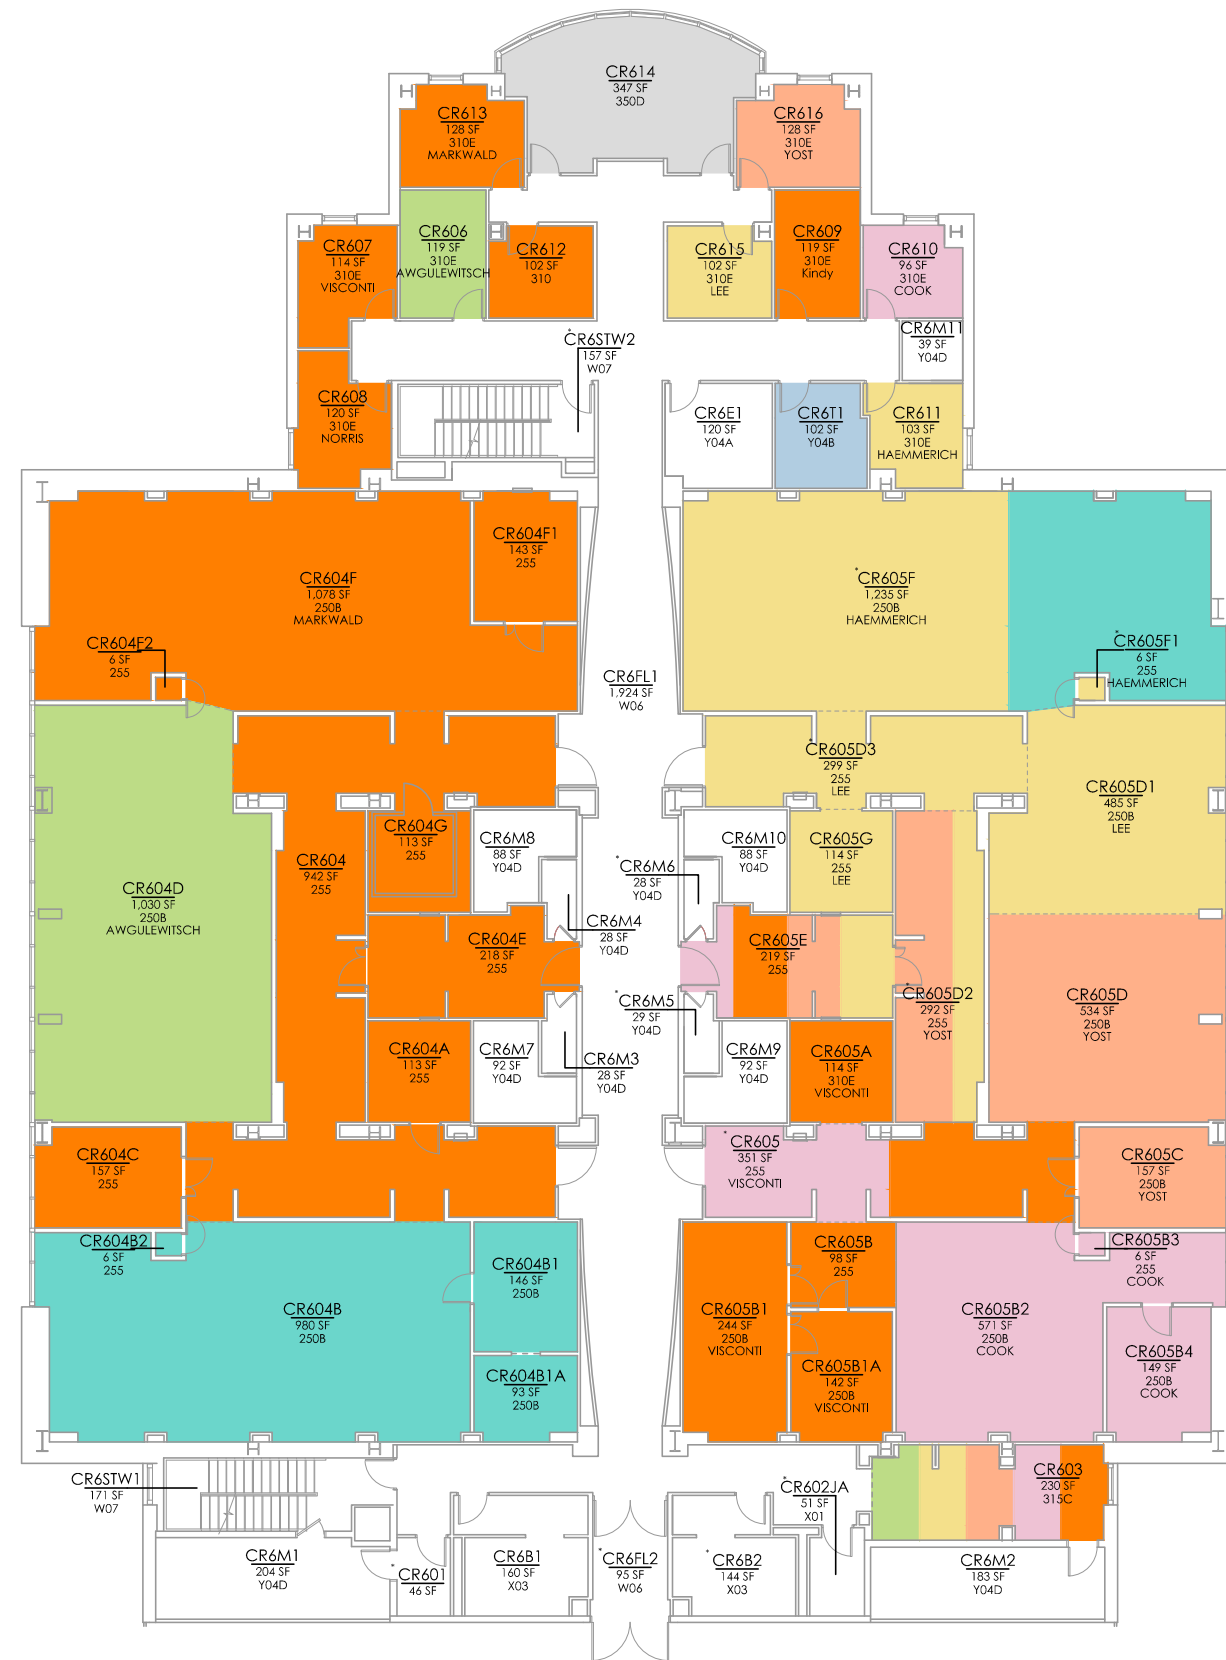 CR614
347 SF
350D
CR613
128 SF
310E
MARKWALD
CR616
128 SF
310E
YOST
CR607
114 SF
310E
VISCONTI
CR606
119 SF
310E
AWGULEWITSCH
CR612
102 SF
310
CR615
102 SF
310E
LEE
CR609
119 SF
310E
Kindy
CR610
96 SF
310E
COOK
*CR6STW2
157 SF
W07
CR6M11
39 SF
Y04D
CR608
120 SF
310E
NORRIS
CR6E1
120 SF
Y04A
CR6T1
102 SF
Y04B
CR611
103 SF
310E
HAEMMERICH
CR604F1
143 SF
255
CR604F
1,078 SF
250B
MARKWALD
*CR605F
1,235 SF
250B
HAEMMERICH
CR604F2
6 SF
255
*CR605F1
6 SF
255
HAEMMERICH
CR6FL1
1,924 SF
W06
*CR605D3
299 SF
255
LEE
CR605D1
485 SF
250B
LEE
CR604G
113 SF
255
CR6M8
88 SF
Y04D
CR6M10
88 SF
Y04D
CR605G
114 SF
255
LEE
CR604
942 SF
255
*CR6M6
28 SF
Y04D
CR604D
1,030 SF
250B
AWGULEWITSCH
CR6M4
28 SF
Y04D
CR604E
218 SF
255
CR605E
219 SF
255
*CR605D2
292 SF
255
YOST
CR605D
534 SF
250B
YOST
*CR6M5
29 SF
Y04D
CR604A
113 SF
255
CR6M7
92 SF
Y04D
CR6M3
28 SF
Y04D
CR6M9
92 SF
Y04D
CR605A
114 SF
310E
VISCONTI
CR604C
157 SF
255
*CR605
351 SF
255
VISCONTI
CR605C
157 SF
250B
YOST
CR604B2
6 SF
255
CR604B1
146 SF
250B
CR605B
98 SF
255
CR605B3
6 SF
255
COOK
CR604B
980 SF
250B
CR605B1
244 SF
250B
VISCONTI
CR605B2
571 SF
250B
COOK
CR604B1A
93 SF
250B
CR605B1A
142 SF
250B
VISCONTI
CR605B4
149 SF
250B
COOK
CR6STW1
171 SF
W07
*CR602JA
51 SF
X01
CR603
230 SF
315C
CR6M1
204 SF
Y04D
*CR601
46 SF
CR6B1
160 SF
X03
*CR6FL2
95 SF
W06
*CR6B2
144 SF
X03
CR6M2
183 SF
Y04D